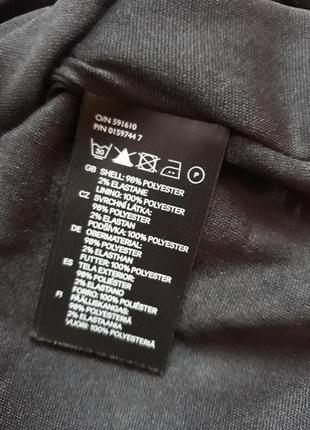 O/N 591610
P/N 0159744 7
30 P
GB SHELL: 98% POLYESTER
2% ELASTANE
LINING: 100% POLYESTER
CZ SVRCHNÍ LÁTKA:
98% POLYESTER
2% ELASTAN
PODŠÍVKA: 100% POLYESTER
DE OBERMATERIAL:
98% POLYESTER
2% ELASTHAN
FUTTER: 100% POLYESTER
ES TELA EXTERIOR:
98% POLIÉSTER
2% ELASTANO
FORRO: 100% POLIÉSTER
FI PÄÄLLISKANGAS:
98% POLYESTERIÄ
2% ELASTAANIA
VUORI: 100% POLYESTERIÄ